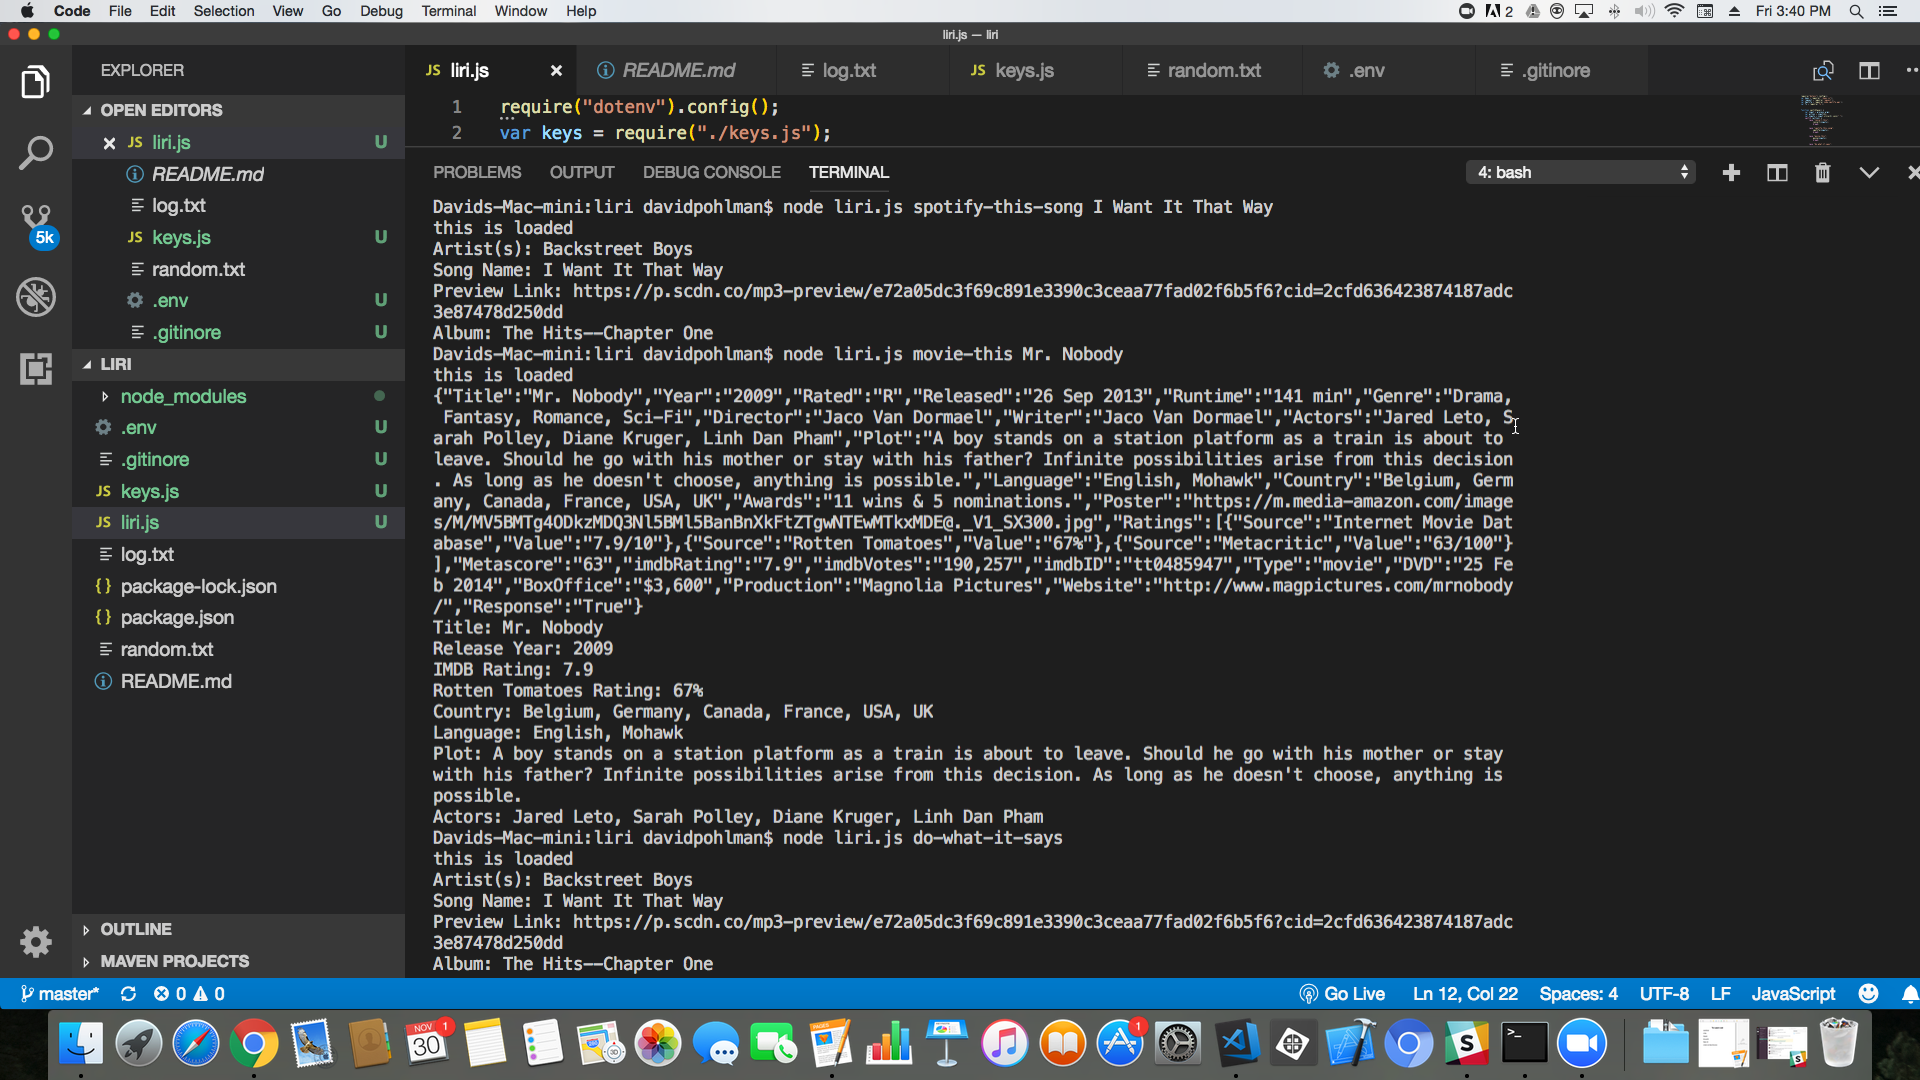 Code File Edit Selection View Go Debug Terminal Window Help
2 Fri 3:40 PM
liri.js — liri
EXPLORER
OPEN EDITORS
JS liri.js U
README.md
log.txt
JS keys.js U
random.txt
.env U
.gitinore U
LIRI
node_modules
.env U
.gitinore U
JS keys.js U
JS liri.js U
log.txt
{} package-lock.json
{} package.json
random.txt
README.md
OUTLINE
MAVEN PROJECTS
5k
JS liri.js README.md log.txt JS keys.js random.txt .env .gitinore
1 require("dotenv").config();
2 var keys = require("./keys.js");
PROBLEMS OUTPUT DEBUG CONSOLE TERMINAL 4: bash
Davids-Mac-mini:liri davidpohlman$ node liri.js spotify-this-song I Want It That Way
this is loaded
Artist(s): Backstreet Boys
Song Name: I Want It That Way
Preview Link: https://p.scdn.co/mp3-preview/e72a05dc3f69c891e3390c3ceaa77fad02f6b5f6?cid=2cfd636423874187adc
3e87478d250dd
Album: The Hits--Chapter One
Davids-Mac-mini:liri davidpohlman$ node liri.js movie-this Mr. Nobody
this is loaded
{"Title":"Mr. Nobody","Year":"2009","Rated":"R","Released":"26 Sep 2013","Runtime":"141 min","Genre":"Drama,
Fantasy, Romance, Sci-Fi","Director":"Jaco Van Dormael","Writer":"Jaco Van Dormael","Actors":"Jared Leto, S
arah Polley, Diane Kruger, Linh Dan Pham","Plot":"A boy stands on a station platform as a train is about to
leave. Should he go with his mother or stay with his father? Infinite possibilities arise from this decision
. As long as he doesn't choose, anything is possible.","Language":"English, Mohawk","Country":"Belgium, Germ
any, Canada, France, USA, UK","Awards":"11 wins & 5 nominations.","Poster":"https://m.media-amazon.com/image
s/M/MV5BMTg4ODkzMDQ3Nl5BMl5BanBnXkFtZTgwNTEwMTkxMDE@._V1_SX300.jpg","Ratings":[{"Source":"Internet Movie Dat
abase","Value":"7.9/10"},{"Source":"Rotten Tomatoes","Value":"67%"},{"Source":"Metacritic","Value":"63/100"}
],"Metascore":"63","imdbRating":"7.9","imdbVotes":"190,257","imdbID":"tt0485947","Type":"movie","DVD":"25 Fe
b 2014","BoxOffice":"$3,600","Production":"Magnolia Pictures","Website":"http://www.magpictures.com/mrnobody
/","Response":"True"}
Title: Mr. Nobody
Release Year: 2009
IMDB Rating: 7.9
Rotten Tomatoes Rating: 67%
Country: Belgium, Germany, Canada, France, USA, UK
Language: English, Mohawk
Plot: A boy stands on a station platform as a train is about to leave. Should he go with his mother or stay
with his father? Infinite possibilities arise from this decision. As long as he doesn't choose, anything is
possible.
Actors: Jared Leto, Sarah Polley, Diane Kruger, Linh Dan Pham
Davids-Mac-mini:liri davidpohlman$ node liri.js do-what-it-says
this is loaded
Artist(s): Backstreet Boys
Song Name: I Want It That Way
Preview Link: https://p.scdn.co/mp3-preview/e72a05dc3f69c891e3390c3ceaa77fad02f6b5f6?cid=2cfd636423874187adc
3e87478d250dd
Album: The Hits--Chapter One
master* 0 0 Go Live Ln 12, Col 22 Spaces: 4 UTF-8 LF JavaScript
NOV 30 1 1